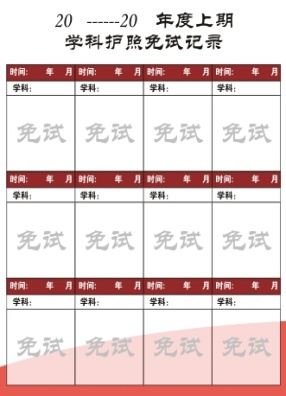 20 ------20 年度上期
学科护照免试记录
时间： 年 月 时间： 年 月 时间： 年 月 时间： 年 月
学科： 学科： 学科： 学科：
免试 免试 免试 免试
时间： 年 月 时间： 年 月 时间： 年 月 时间： 年 月
学科： 学科： 学科： 学科：
免试 免试 免试 免试
时间： 年 月 时间： 年 月 时间： 年 月 时间： 年 月
学科： 学科： 学科： 学科：
免试 免试 免试 免试